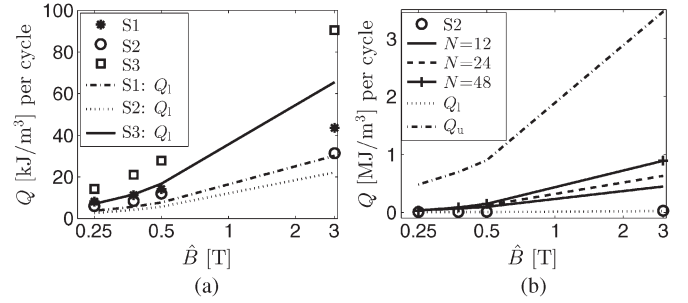 Q [kJ/m³] per cycle
100
80
60
40
20
0
S1
S2
S3
S1: Q_l
S2: Q_l
S3: Q_l
0.25
0.5
1
3
B̂ [T]
(a)
Q [MJ/m³] per cycle
3
2
1
0
S2
N=12
N=24
N=48
Q_l
Q_u
0.25
0.5
1
3
B̂ [T]
(b)